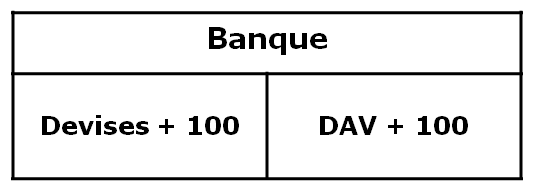 Banque
Devises + 100
DAV + 100